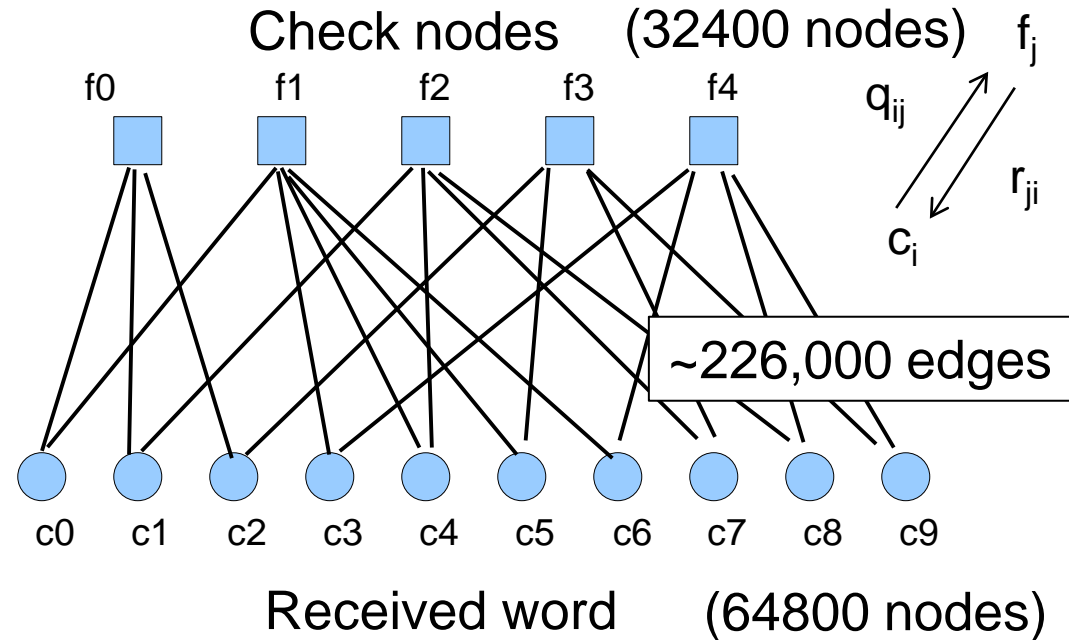 Check nodes (32400 nodes)
f0 f1 f2 f3 f4
fj
qij
rji
ci
~226,000 edges
c0 c1 c2 c3 c4 c5 c6 c7 c8 c9
Received word (64800 nodes)